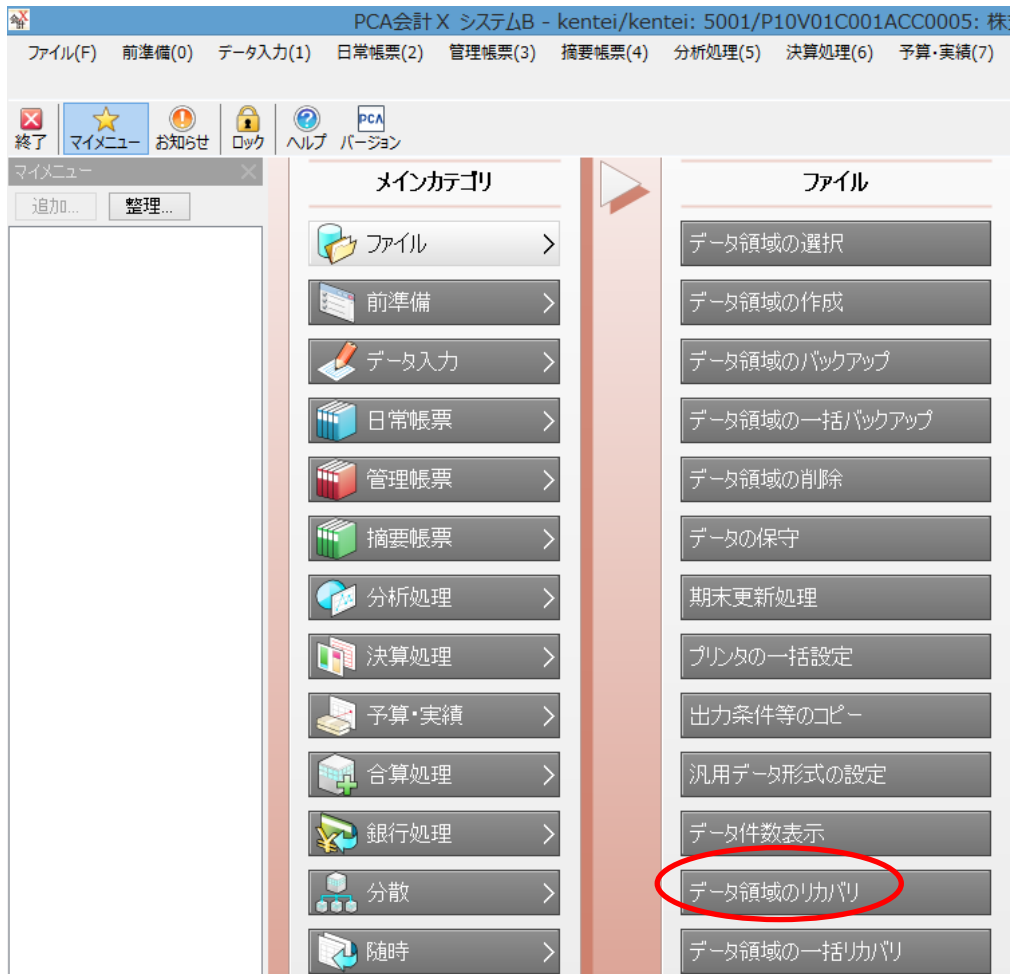 PCA会計X システムB - kentei/kentei: 5001/P10V01C001ACC0005: 株
ファイル(F) 前準備(0) データ入力(1) 日常帳票(2) 管理帳票(3) 摘要帳票(4) 分析処理(5) 決算処理(6) 予算・実績(7)
終了 マイメニュー お知らせ ロック ヘルプ PCA バージョン
マイメニュー
追加... 整理...
メインカテゴリ
ファイル
前準備
データ入力
日常帳票
管理帳票
摘要帳票
分析処理
決算処理
予算・実績
合算処理
銀行処理
分散
随時
ファイル
データ領域の選択
データ領域の作成
データ領域のバックアップ
データ領域の一括バックアップ
データ領域の削除
データの保守
期末更新処理
プリンタの一括設定
出力条件等のコピー
汎用データ形式の設定
データ件数表示
データ領域のリカバリ
データ領域の一括リカバリ